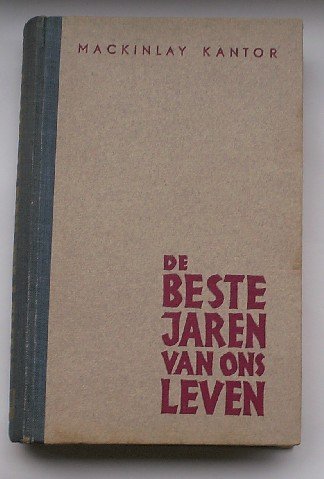 MACKINLAY KANTOR
DE
BESTE
JAREN
VAN ONS
LEVEN